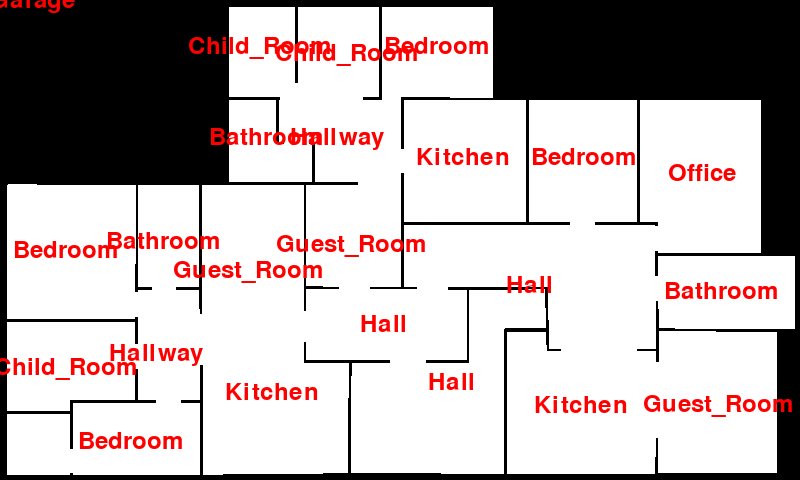 Garage
Child_Room
Child_Room
Bedroom
Bathroom
Hallway
Kitchen
Bedroom
Office
Bedroom
Bathroom
Guest_Room
Guest_Room
Hall
Bathroom
Hall
Hallway
Child_Room
Kitchen
Hall
Kitchen
Guest_Room
Bedroom